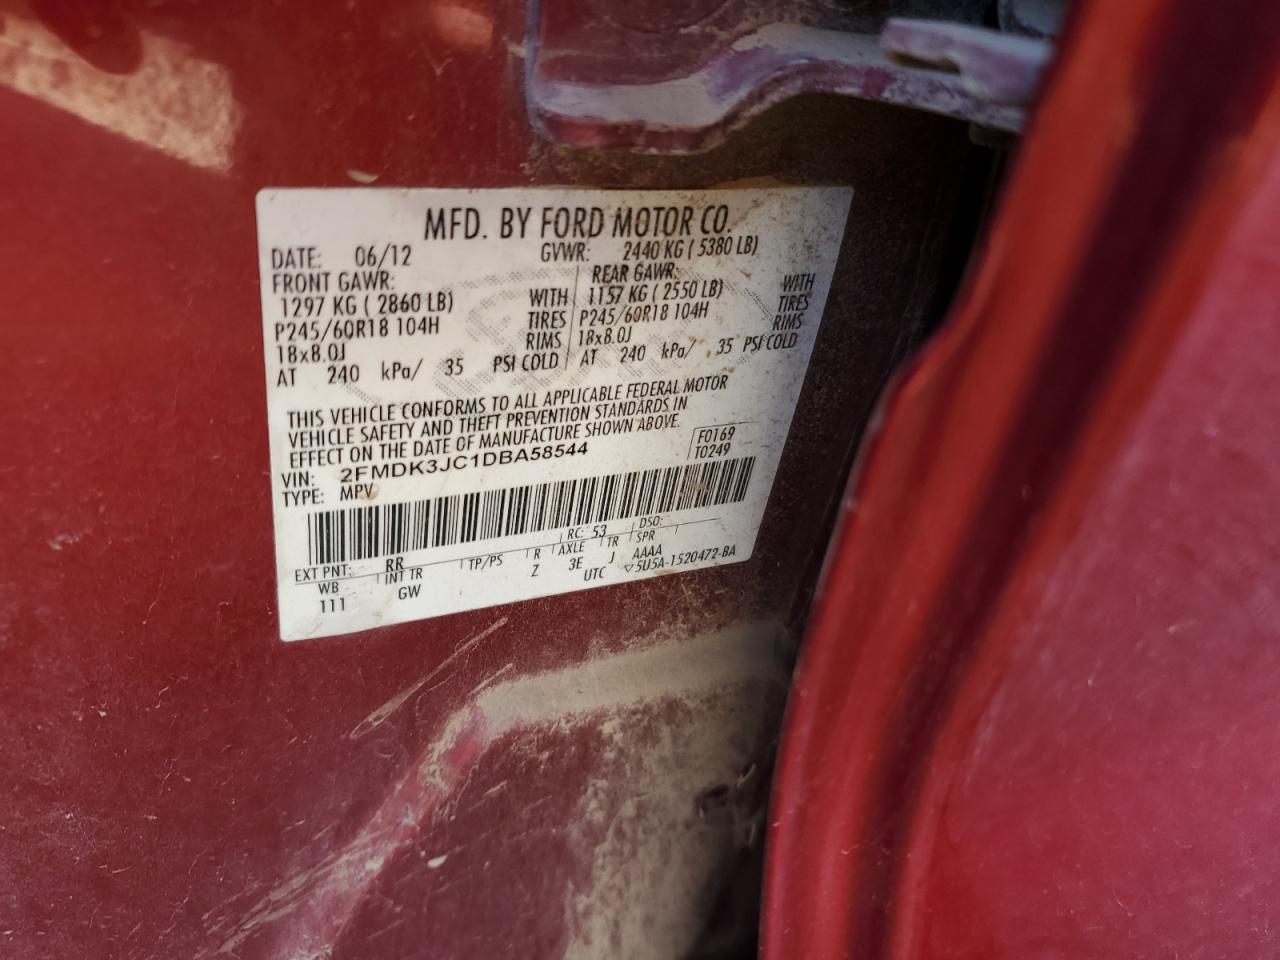 MFD. BY FORD MOTOR CO.
DATE: 06/12 GVWR: 2440 KG ( 5380 LB)
FRONT GAWR: REAR GAWR:
1297 KG ( 2860 LB) WITH 1157 KG ( 2550 LB) WITH
P245/60R18 104H TIRES P245/60R18 104H TIRES
18x8.0J RIMS 18x8.0J RIMS
AT 240 kPa/ 35 PSI COLD AT 240 kPa/ 35 PSI COLD
THIS VEHICLE CONFORMS TO ALL APPLICABLE FEDERAL MOTOR
VEHICLE SAFETY AND THEFT PREVENTION STANDARDS IN
EFFECT ON THE DATE OF MANUFACTURE SHOWN ABOVE.
F0169
VIN: 2FMDK3JC1DBA58544 T0249
TYPE: MPV
EXT PNT: RR RC: 53 DSO:
WB INT TR TP/PS R AXLE TR SPR
111 GW Z 3E J AAAA
UTC ▽5U5A-1520472-BA